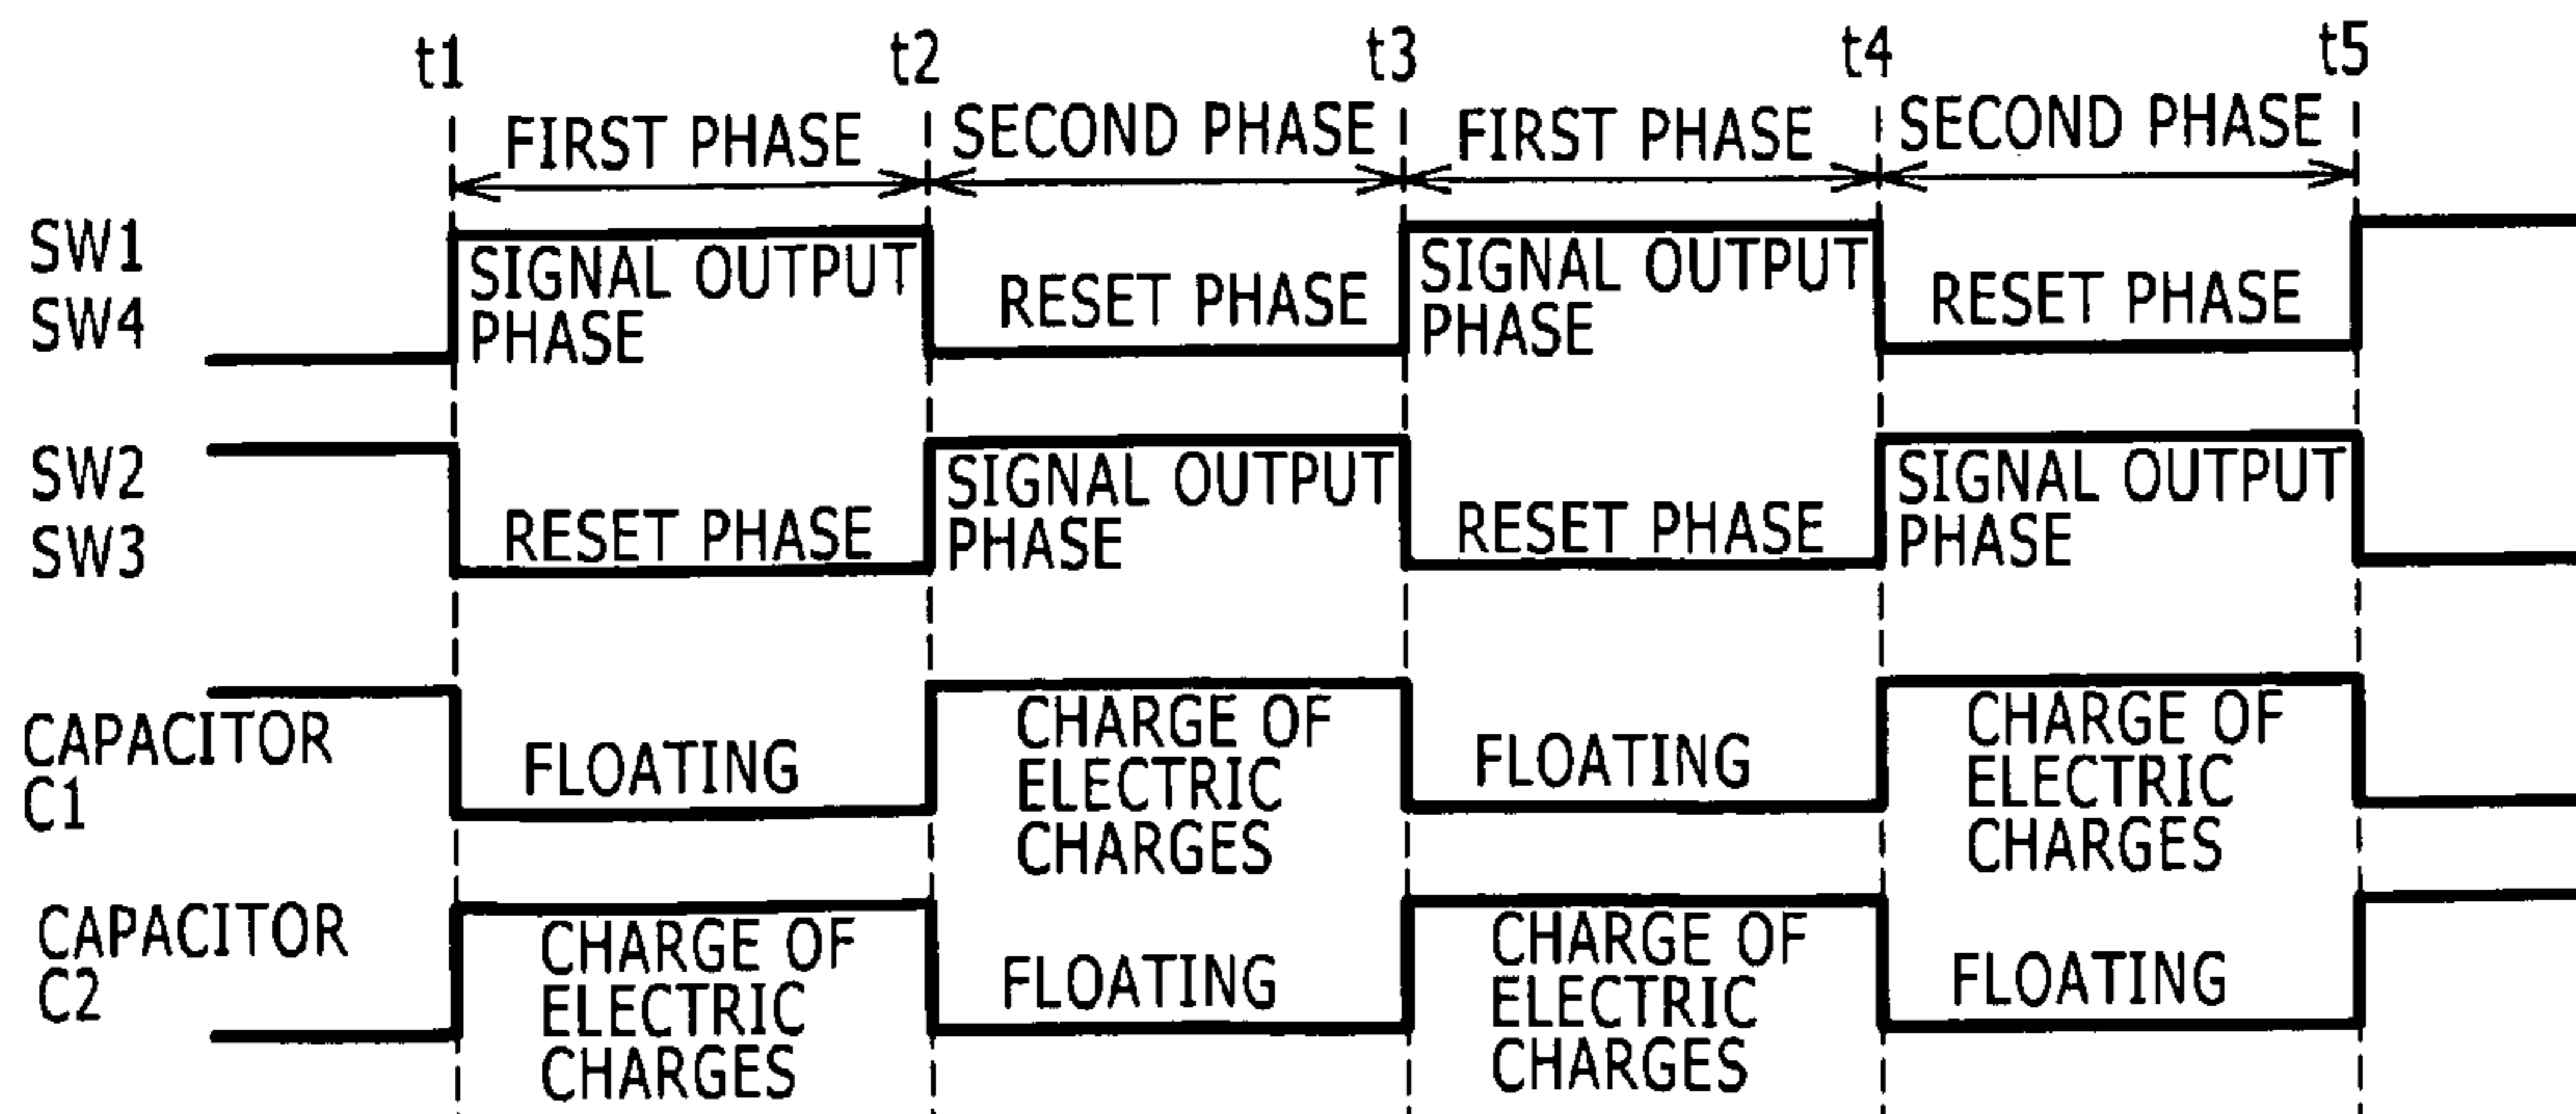 t1 t2 t3 t4 t5
FIRST PHASE SECOND PHASE FIRST PHASE SECOND PHASE
SW1
SW4
SIGNAL OUTPUT
PHASE
RESET PHASE
SIGNAL OUTPUT
PHASE
RESET PHASE
SW2
SW3
RESET PHASE
SIGNAL OUTPUT
PHASE
RESET PHASE
SIGNAL OUTPUT
PHASE
CAPACITOR
C1
FLOATING
CHARGE OF
ELECTRIC
CHARGES
FLOATING
CHARGE OF
ELECTRIC
CHARGES
CAPACITOR
C2
CHARGE OF
ELECTRIC
CHARGES
FLOATING
CHARGE OF
ELECTRIC
CHARGES
FLOATING